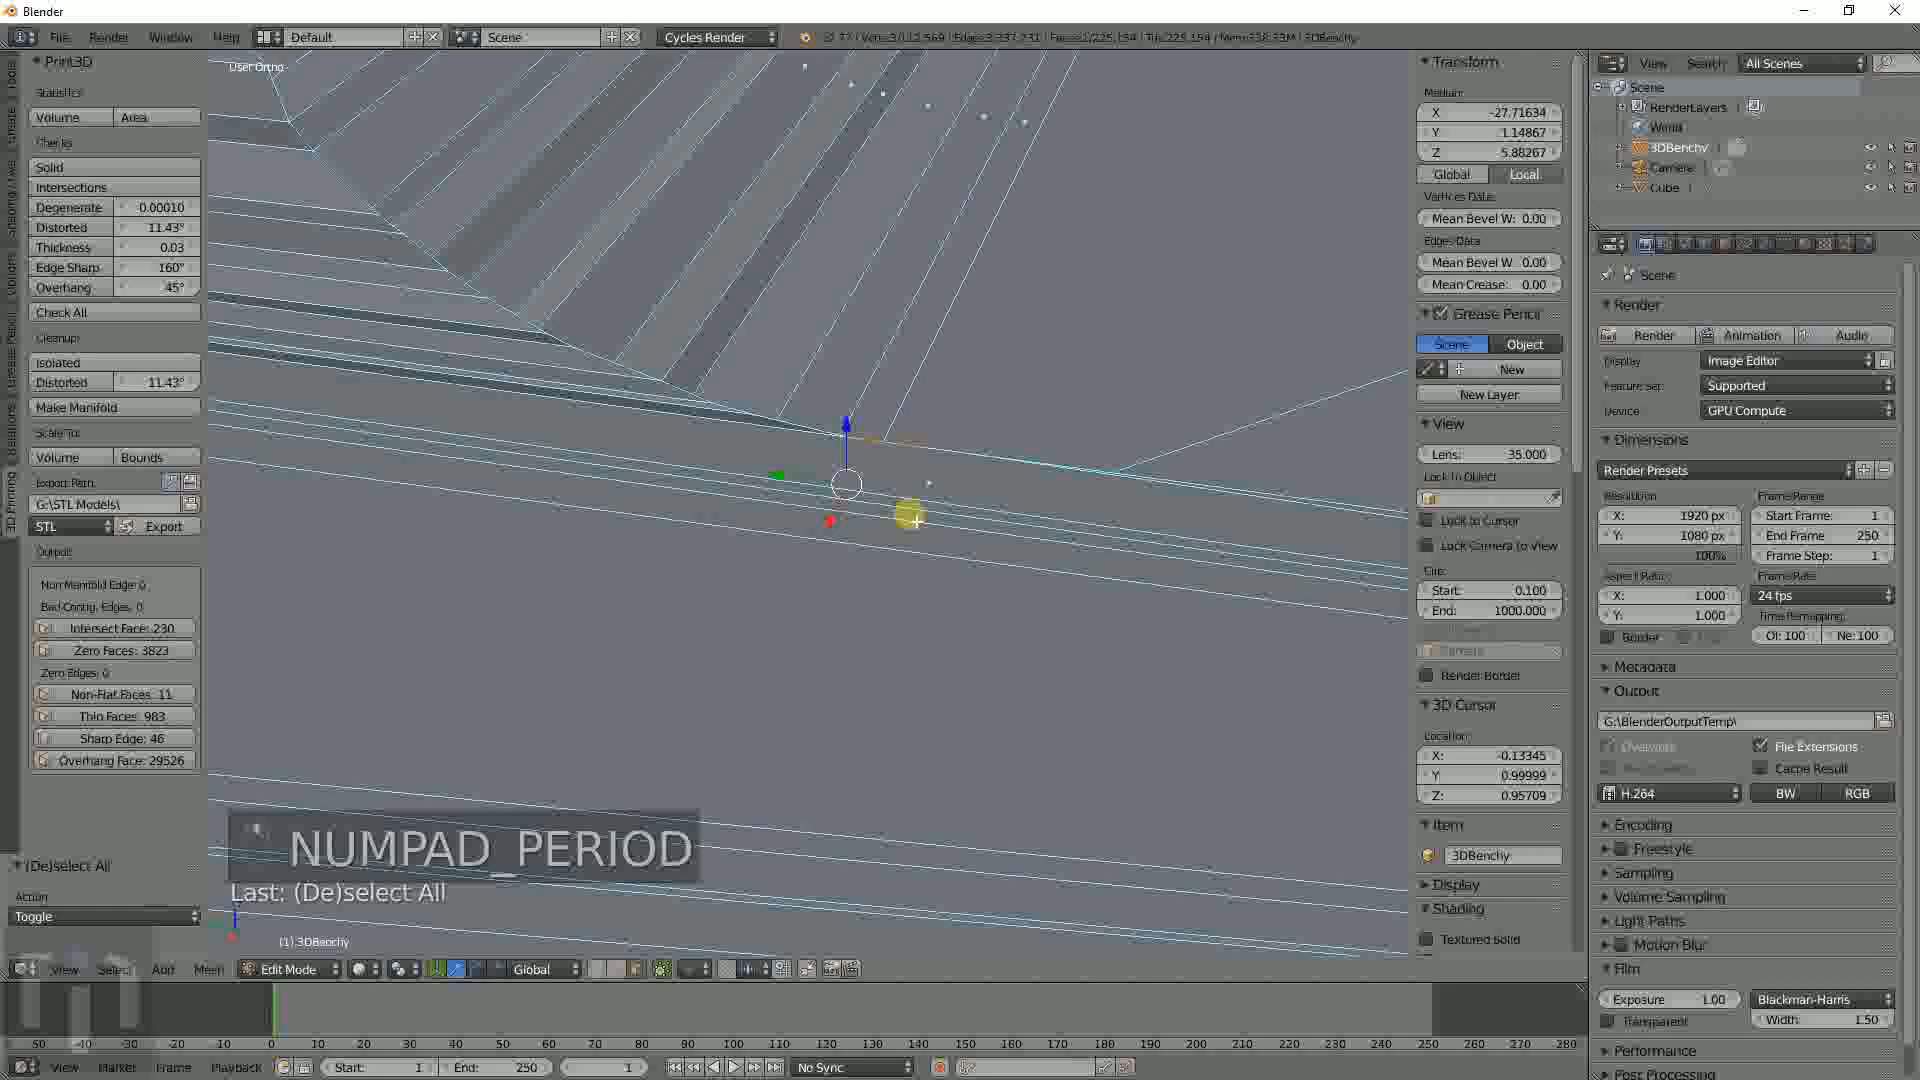 Blender
File Render Window Help Default Scene Cycles Render
User Ortho
Print3D
Statistics
Volume Area
Checks
Solid
Intersections
Degenerate 0.00010
Distorted 11.43°
Thickness 0.03
Edge Sharp 160°
Overhang 45°
Check All
Cleanup
Isolated
Distorted 11.43°
Make Manifold
Scale To:
Volume Bounds
Export Path:
G:\STL Models\
STL Export
Output
Non Manifold Edge: 0
Bad Contig. Edges: 0
Intersect Face: 230
Zero Faces: 3823
Zero Edges: 0
Non-Flat Faces: 11
Thin Faces: 983
Sharp Edge: 46
Overhang Face: 29526
(De)select All
Action
Toggle
NUMPAD_PERIOD
Last: (De)select All
(1) 3DBenchy
View Select Add Mesh Edit Mode Global
Transform
Median:
X -27.71634
Y 1.14867
Z 5.88267
Global Local
Vertices Data:
Mean Bevel W: 0.00
Edges Data
Mean Bevel W 0.00
Mean Crease: 0.00
Grease Pencil
Scene Object
New
New Layer
View
Lens: 35.000
Lock to Object
Lock to Cursor
Lock Camera to View
Clip:
Start: 0.100
End: 1000.000
Render Border
3D Cursor
Location:
X: -0.13345
Y: 0.99999
Z: 0.95709
Item
3DBenchy
Display
Shading
Textured Solid
View Search All Scenes
Scene
RenderLayers
World
3DBenchy
Camera
Cube
Scene
Render
Render Animation Audio
Display Image Editor
Feature Set: Supported
Device: GPU Compute
Dimensions
Render Presets
Resolution Frame Range
X: 1920 px Start Frame: 1
Y: 1080 px End Frame 250
100% Frame Step: 1
Aspect Ratio: Frame Rate
X: 1.000 24 fps
Y: 1.000 Time Remapping:
Border Ol: 100 Ne: 100
Metadata
Output
G:\BlenderOutputTemp\
Overwrite File Extensions
Cache Result
H.264 BW RGB
Encoding
Freestyle
Sampling
Volume Sampling
Light Paths
Motion Blur
Film
Exposure 1.00 Blackman-Harris
Transparent Width: 1.50
Performance
Post Processing
50 10 20 30 40 50 60 70 80 90 100 110 120 130 140 150 160 170 180 190 200 210 220 230 240 250 260 270 280
View Marker Frame Playback Start: 1 End: 250 1 No Sync